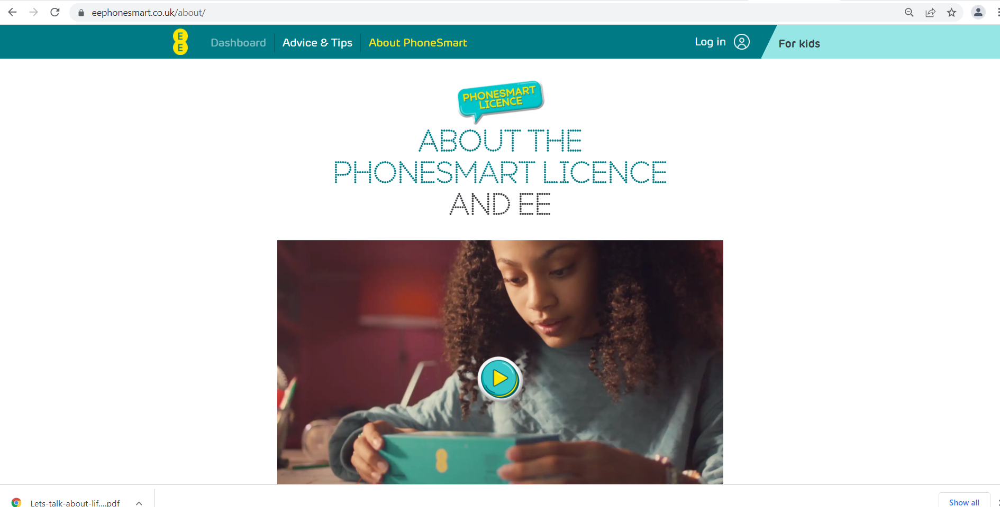 eephonesmart.co.uk/about/
E
E
Dashboard
Advice & Tips
About PhoneSmart
Log in
For kids
PHONESMART
LICENCE
ABOUT THE
PHONESMART LICENCE
AND EE
Lets-talk-about-lif....pdf
Show all